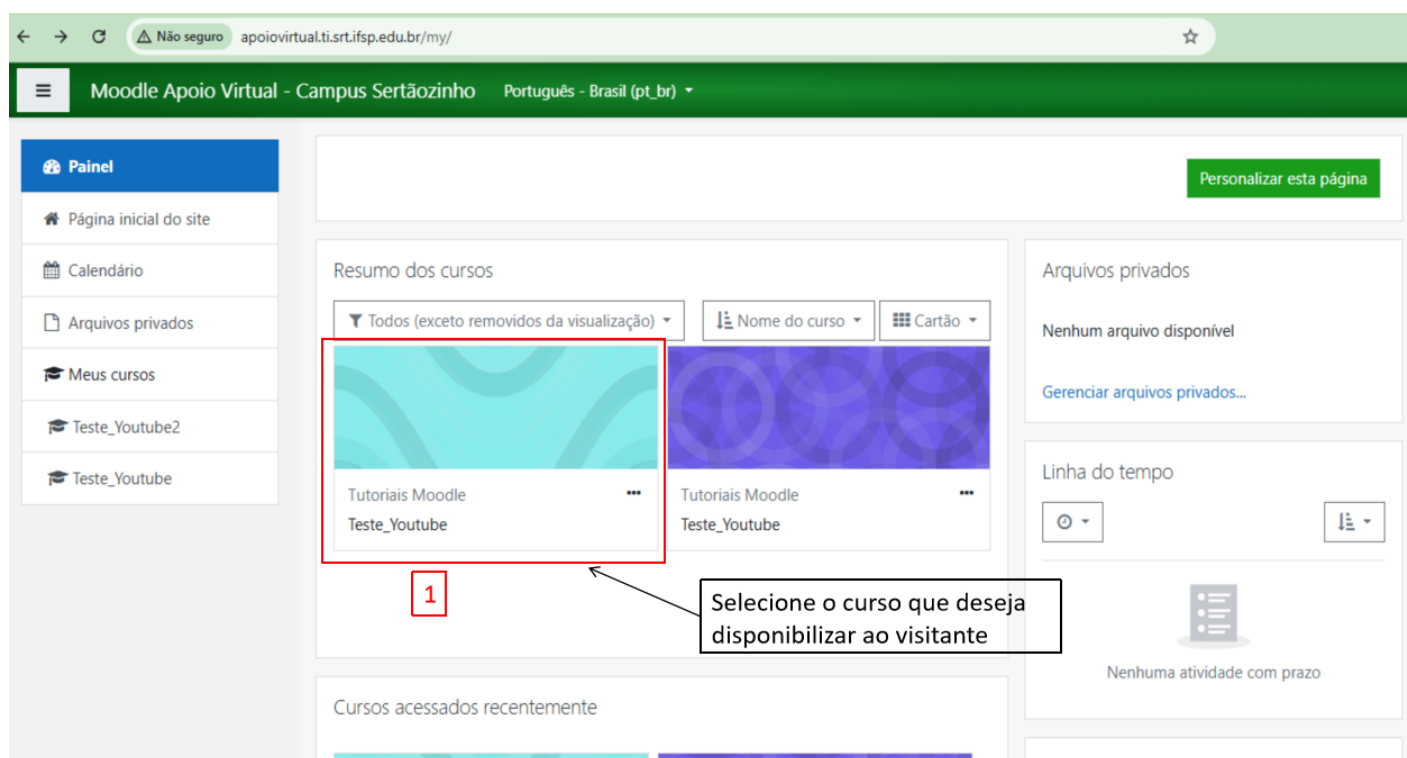 Não seguro apoiovirtual.ti.srt.ifsp.edu.br/my/
Moodle Apoio Virtual - Campus Sertãozinho Português - Brasil (pt_br)
Painel
Página inicial do site
Calendário
Arquivos privados
Meus cursos
Teste_Youtube2
Teste_Youtube
Personalizar esta página
Resumo dos cursos
Todos (exceto removidos da visualização) Nome do curso Cartão
Tutoriais Moodle
Teste_Youtube
Tutoriais Moodle
Teste_Youtube
1
Selecione o curso que deseja
disponibilizar ao visitante
Cursos acessados recentemente
Arquivos privados
Nenhum arquivo disponível
Gerenciar arquivos privados...
Linha do tempo
Nenhuma atividade com prazo